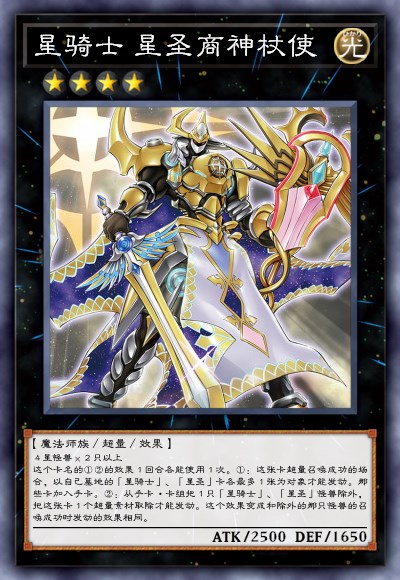 星骑士 星圣商神杖使
光
【 魔法师族 / 超量 / 效果 】
４星怪兽 × ２只以上
这个卡名的①②的效果１回合各能使用１次。①：这张卡超量召唤成功的场
合，以自己墓地的「星骑士」、「星圣」卡各最多１张为对象才能发动。那
些卡加入手卡。②：从手卡・卡组把１只「星骑士」、「星圣」怪兽除外，
把这张卡１个超量素材取除才能发动。这个效果变成和除外的那只怪兽的召
唤成功时发动的效果相同。
ATK/2500 DEF/1650